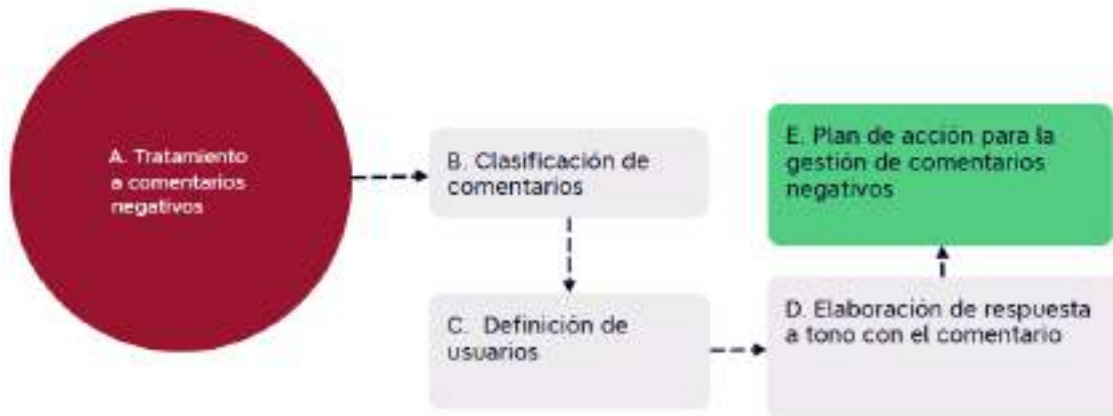 A. Tratamiento
a comentarios
negativos
B. Clasificación de
comentarios
C. Definición de
usuarios
D. Elaboración de respuesta
a tono con el comentario
E. Plan de acción para la
gestión de comentarios
negativos